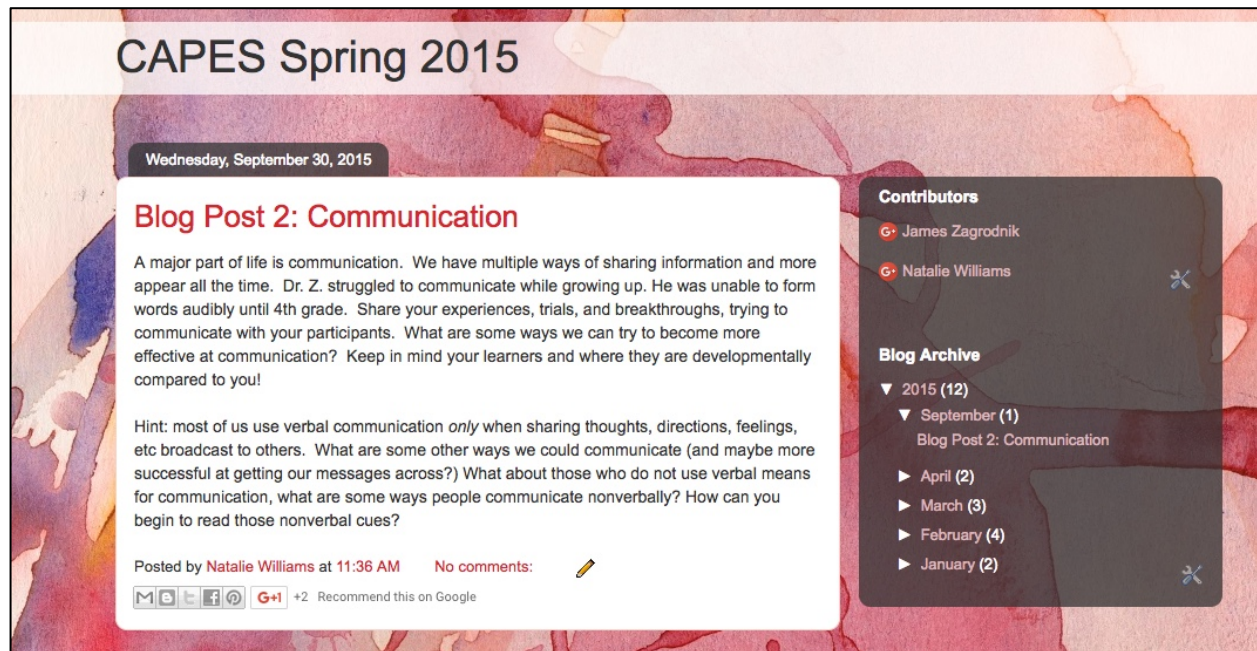 CAPES Spring 2015
Wednesday, September 30, 2015
Blog Post 2: Communication
A major part of life is communication.  We have multiple ways of sharing information and more
appear all the time.  Dr. Z. struggled to communicate while growing up. He was unable to form
words audibly until 4th grade.  Share your experiences, trials, and breakthroughs, trying to
communicate with your participants.  What are some ways we can try to become more
effective at communication?  Keep in mind your learners and where they are developmentally
compared to you!
Hint: most of us use verbal communication only when sharing thoughts, directions, feelings,
etc broadcast to others.  What are some other ways we could communicate (and maybe more
successful at getting our messages across?) What about those who do not use verbal means
for communication, what are some ways people communicate nonverbally? How can you
begin to read those nonverbal cues?
Posted by Natalie Williams at 11:36 AM No comments:
G+1 +2 Recommend this on Google
Contributors
G+ James Zagrodnik
G+ Natalie Williams
Blog Archive
▼ 2015 (12)
▼ September (1)
Blog Post 2: Communication
► April (2)
► March (3)
► February (4)
► January (2)